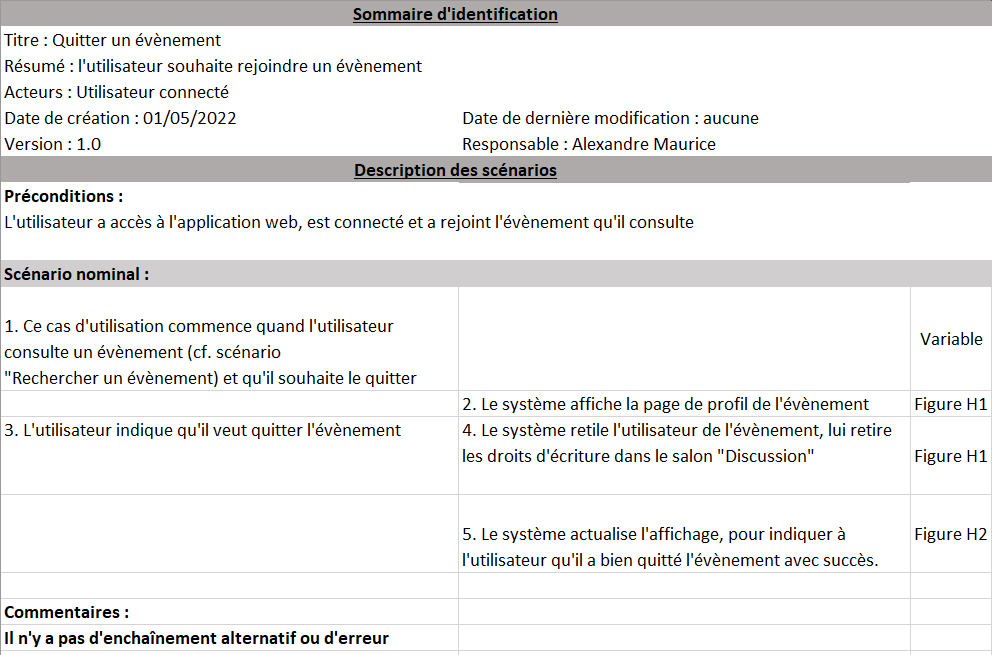 Sommaire d'identification
Titre : Quitter un évènement
Résumé : l'utilisateur souhaite rejoindre un évènement
Acteurs : Utilisateur connecté
Date de création : 01/05/2022
Date de dernière modification : aucune
Version : 1.0
Responsable : Alexandre Maurice
Description des scénarios
Préconditions :
L'utilisateur a accès à l'application web, est connecté et a rejoint l'évènement qu'il consulte
Scénario nominal :
1. Ce cas d'utilisation commence quand l'utilisateur
consulte un évènement (cf. scénario
"Rechercher un évènement) et qu'il souhaite le quitter
Variable
2. Le système affiche la page de profil de l'évènement
Figure H1
3. L'utilisateur indique qu'il veut quitter l'évènement
4. Le système retile l'utilisateur de l'évènement, lui retire
les droits d'écriture dans le salon "Discussion"
Figure H1
5. Le système actualise l'affichage, pour indiquer à
l'utilisateur qu'il a bien quitté l'évènement avec succès.
Figure H2
Commentaires :
Il n'y a pas d'enchaînement alternatif ou d'erreur